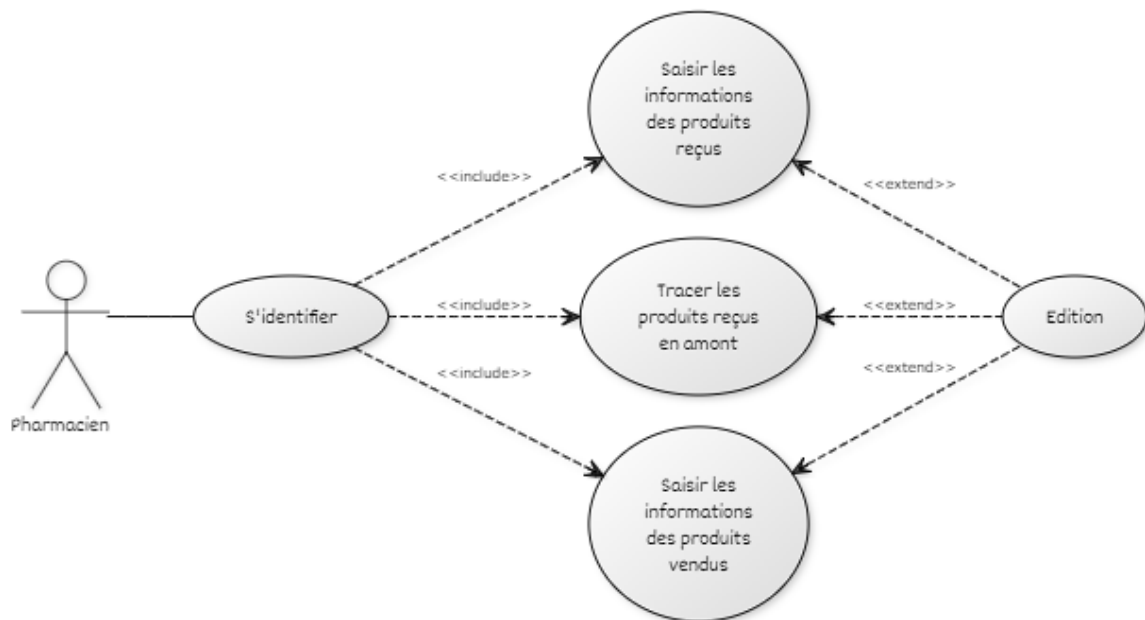 Saisir les
informations
des produits
reçus
<<include>>
<<extend>>
S'identifier
<<include>>
Tracer les
produits reçus
en amont
<<extend>>
Edition
<<include>>
<<extend>>
Pharmacien
Saisir les
informations
des produits
vendus